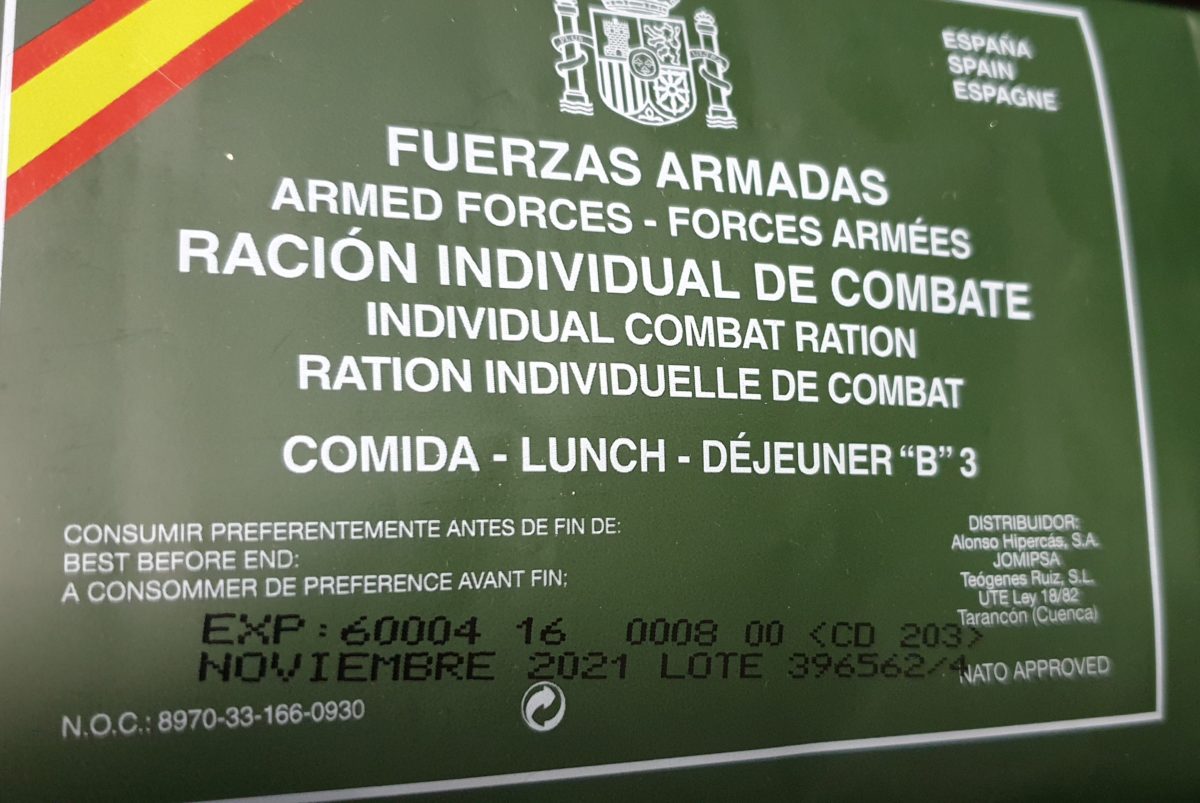 ESPAÑA
SPAIN
ESPAGNE
FUERZAS ARMADAS
ARMED FORCES - FORCES ARMÉES
RACIÓN INDIVIDUAL DE COMBATE
INDIVIDUAL COMBAT RATION
RATION INDIVIDUELLE DE COMBAT
COMIDA - LUNCH - DÉJEUNER “B” 3
CONSUMIR PREFERENTEMENTE ANTES DE FIN DE:
BEST BEFORE END:
A CONSOMMER DE PREFERENCE AVANT FIN:
EXP:60004 16 0008 00 <CD 203>
NOVIEMBRE 2021 LOTE 396562/4
N.O.C.: 8970-33-166-0930
DISTRIBUIDOR:
Alonso Hipercás, S.A.
JOMIPSA
Teógenes Ruiz, S.L.
UTE Ley 18/82
Tarancón (Cuenca)
NATO APPROVED